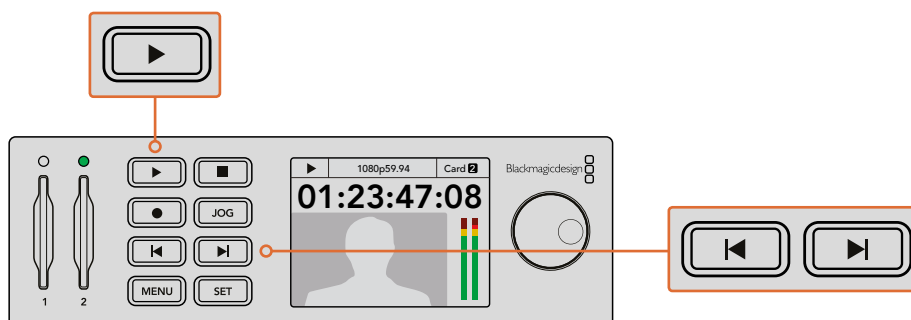 1080p59.94 Card 2
Blackmagicdesign
01:23:47:08
JOG
MENU SET
1 2